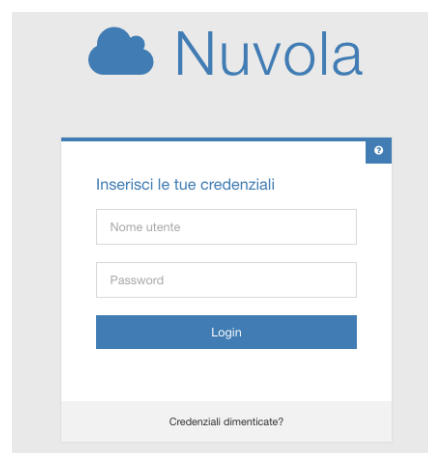 Nuvola
Inserisci le tue credenziali
Nome utente
Password
Login
Credenziali dimenticate?